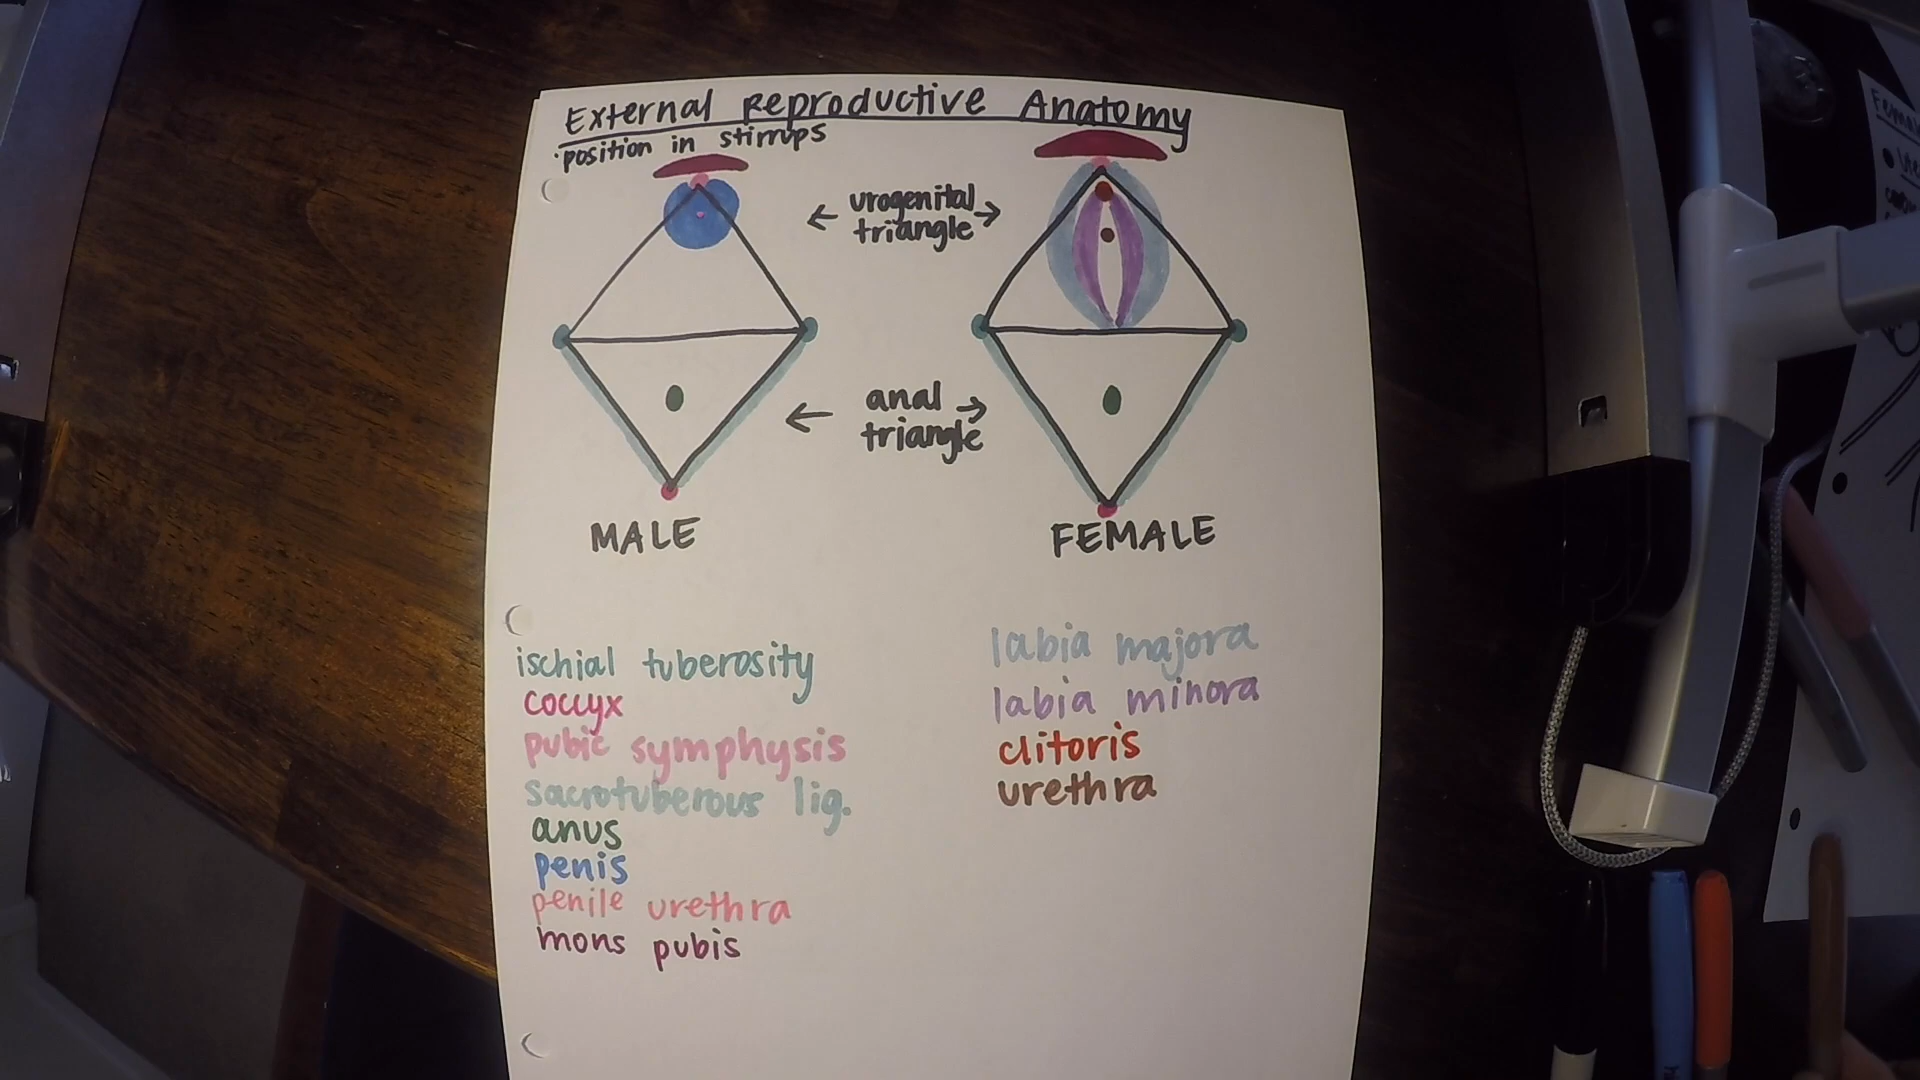 External Reproductive Anatomy
·position in stirrups
← urogenital →
triangle
← anal →
triangle
MALE
FEMALE
ischial tuberosity
coccyx
pubic symphysis
sacrotuberous lig.
anus
penis
penile urethra
mons pubis
labia majora
labia minora
clitoris
urethra